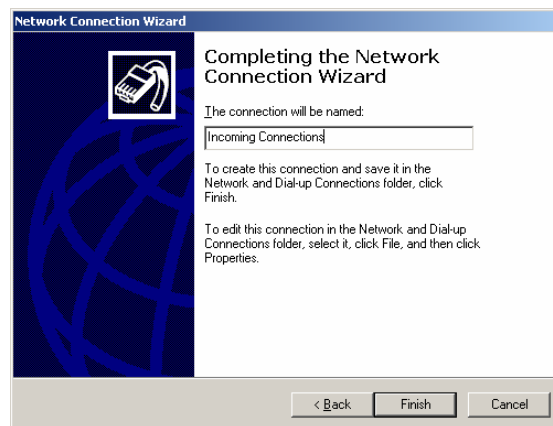 Network Connection Wizard
Completing the Network
Connection Wizard
The connection will be named:
Incoming Connections
To create this connection and save it in the
Network and Dial-up Connections folder, click
Finish.
To edit this connection in the Network and Dial-up
Connections folder, select it, click File, and then click
Properties.
< Back
Finish
Cancel